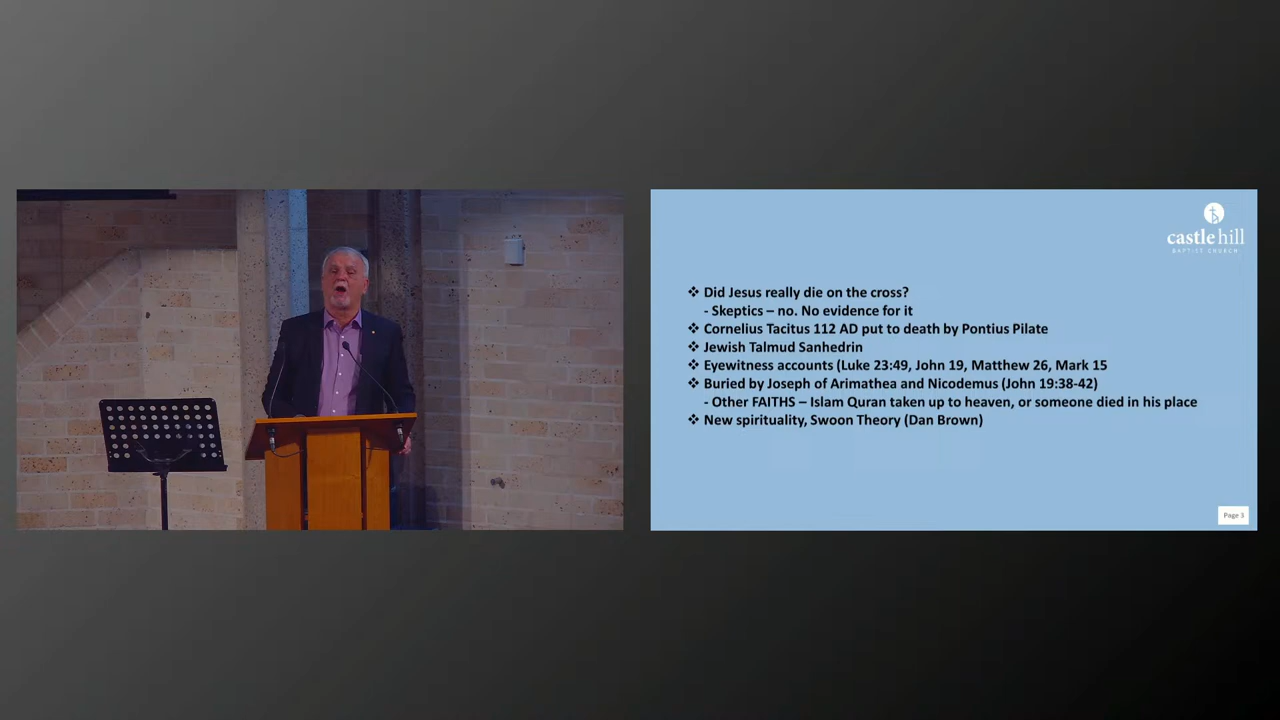 castle hill
BAPTIST CHURCH
❖ Did Jesus really die on the cross?
- Skeptics – no. No evidence for it
❖ Cornelius Tacitus 112 AD put to death by Pontius Pilate
❖ Jewish Talmud Sanhedrin
❖ Eyewitness accounts (Luke 23:49, John 19, Matthew 26, Mark 15
❖ Buried by Joseph of Arimathea and Nicodemus (John 19:38-42)
- Other FAITHS – Islam Quran taken up to heaven, or someone died in his place
❖ New spirituality, Swoon Theory (Dan Brown)
Page 3